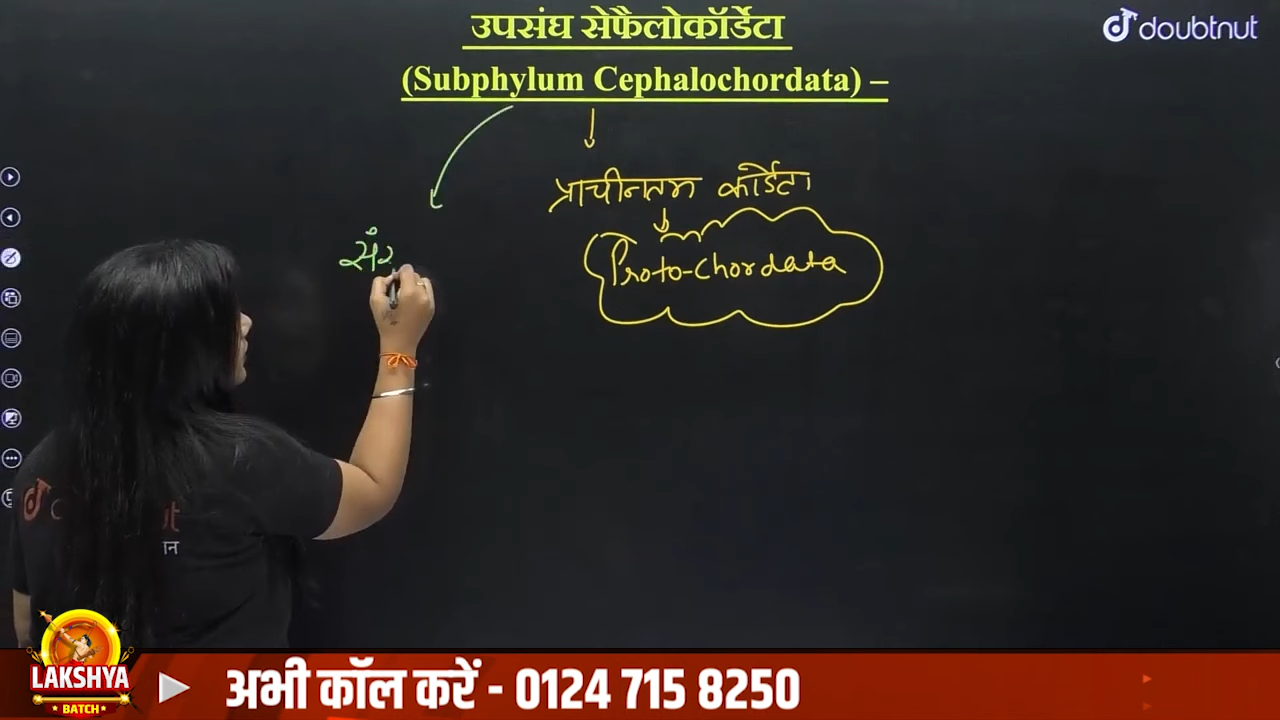 उपसंघ सेफैलोकॉर्डेटा
doubtnut
(Subphylum Cephalochordata) –
प्राचीनतम कॉर्डेटा
Proto-Chordata
LAKSHYA
BATCH
अभी कॉल करें - 0124 715 8250